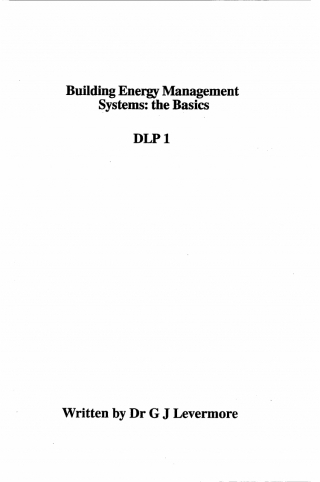 Building Energy Management
Systems: the Basics
DLP 1
Written by Dr G J Levermore